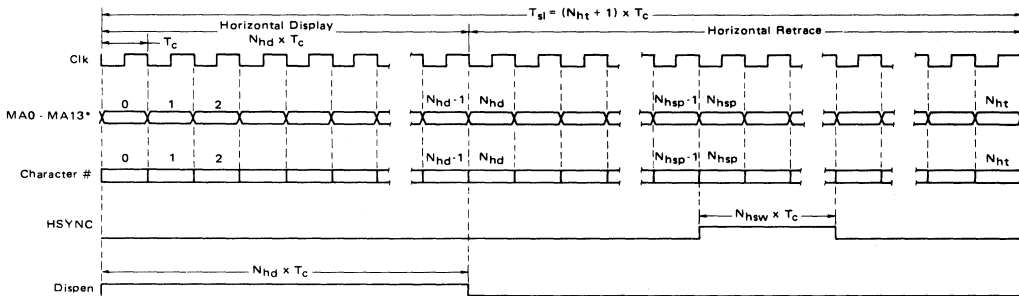 T_sl = (N_ht + 1) x T_c
Horizontal Display
N_hd x T_c
Horizontal Retrace
T_c
Clk
0 1 2 N_hd-1 N_hd N_hsp-1 N_hsp N_ht
MA0 - MA13*
0 1 2 N_hd-1 N_hd N_hsp-1 N_hsp N_ht
Character #
N_hsw x T_c
HSYNC
N_hd x T_c
Dispen